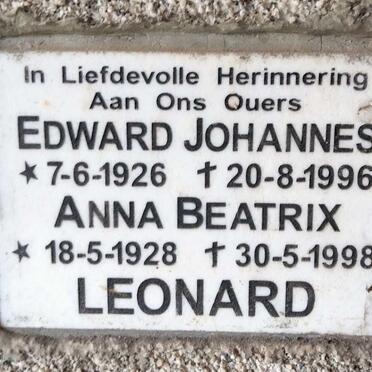 In Liefdevolle Herinnering
Aan Ons Ouers
EDWARD JOHANNES
★ 7-6-1926 ✝ 20-8-1996
ANNA BEATRIX
★ 18-5-1928 ✝ 30-5-1998
LEONARD